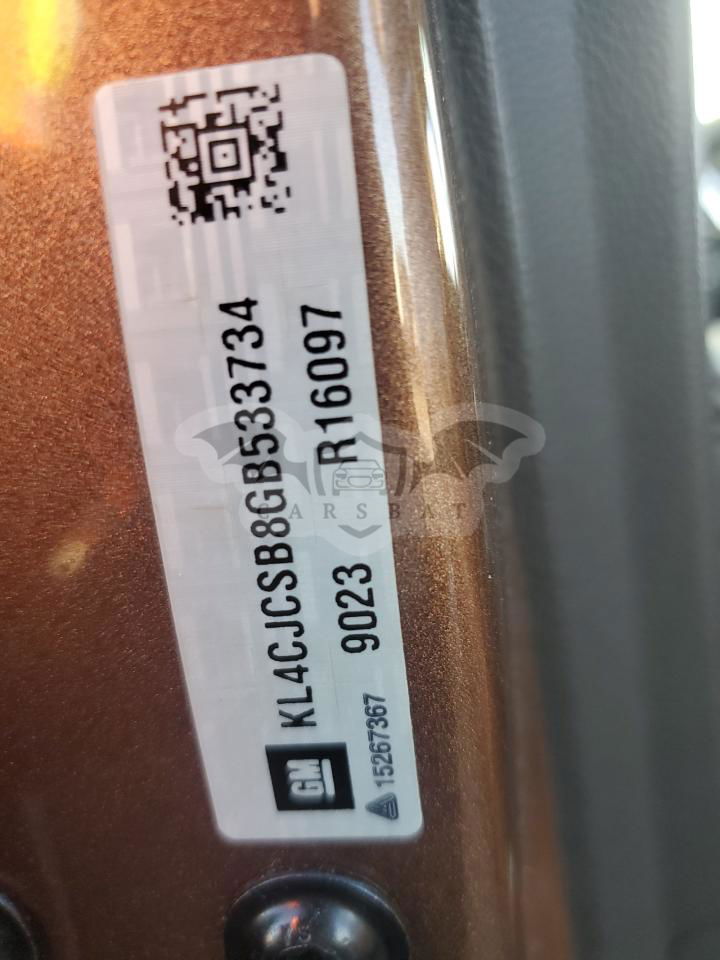 KL4CJCSB8GB533734
9023 R16097
GM
15267367
CARSBAT